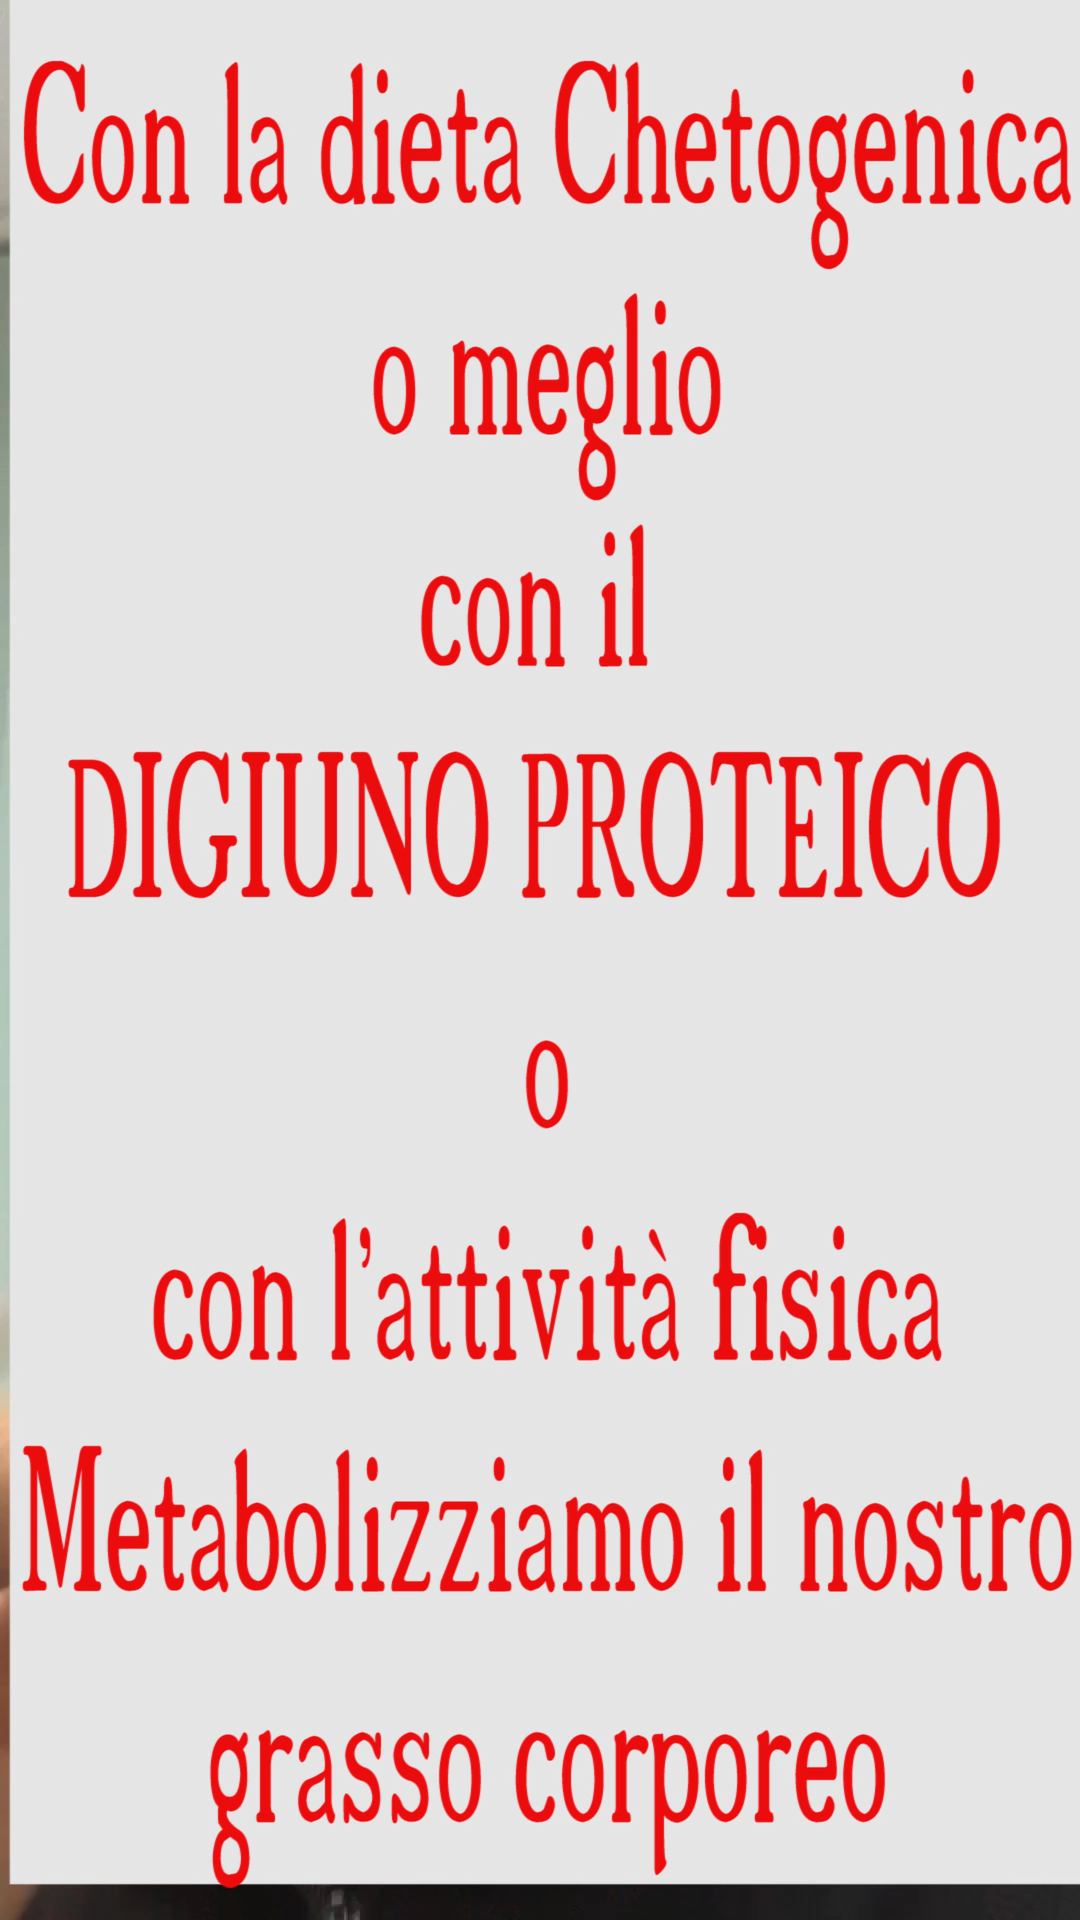 Con la dieta Chetogenica
o meglio
con il
DIGIUNO PROTEICO
o
con l'attività fisica
Metabolizziamo il nostro
grasso corporeo